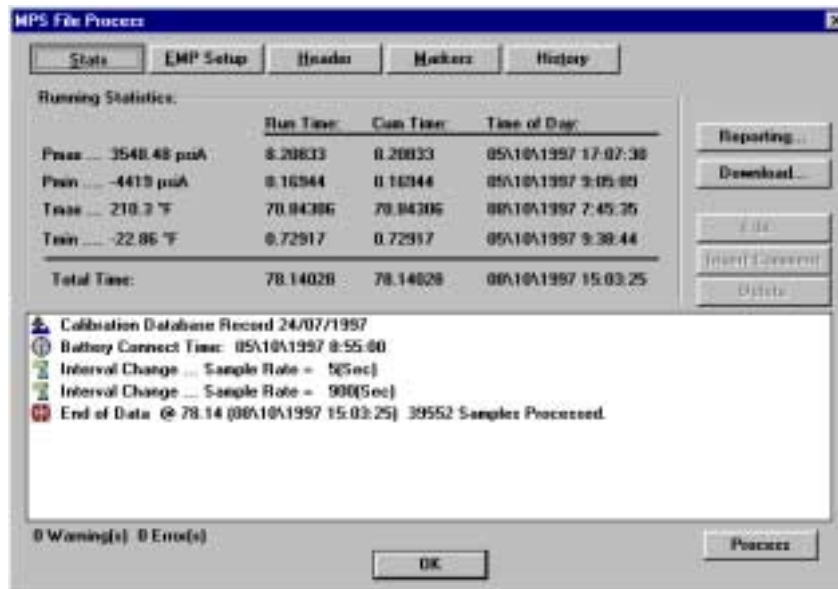 MPS File Process
Stats EMP Setup Header Markers History
Running Statistics:
Run Time: Cum Time: Time of Day:
Pmax ... 3548.48 psiA 8.20833 8.20833 05\10\1997 17:07:30
Pmin .... -4419 psiA 0.16944 0.16944 05\10\1997 9:05:09
Tmax ... 210.3 °F 70.84306 70.84306 08\10\1997 7:45:35
Tmin .... -22.86 °F 0.72917 0.72917 05\10\1997 9:38:44
Total Time: 78.14028 78.14028 08\10\1997 15:03:25
Reporting...
Download...
Edit...
Insert Comment
Delete
Calibration Database Record 24/07/1997
Battery Connect Time: 05\10\1997 8:55:00
Interval Change ... Sample Rate = 5(Sec)
Interval Change ... Sample Rate = 900(Sec)
End of Data @ 78.14 (08\10\1997 15:03:25) 39552 Samples Processed.
0 Warning(s) 0 Error(s)
Process
OK